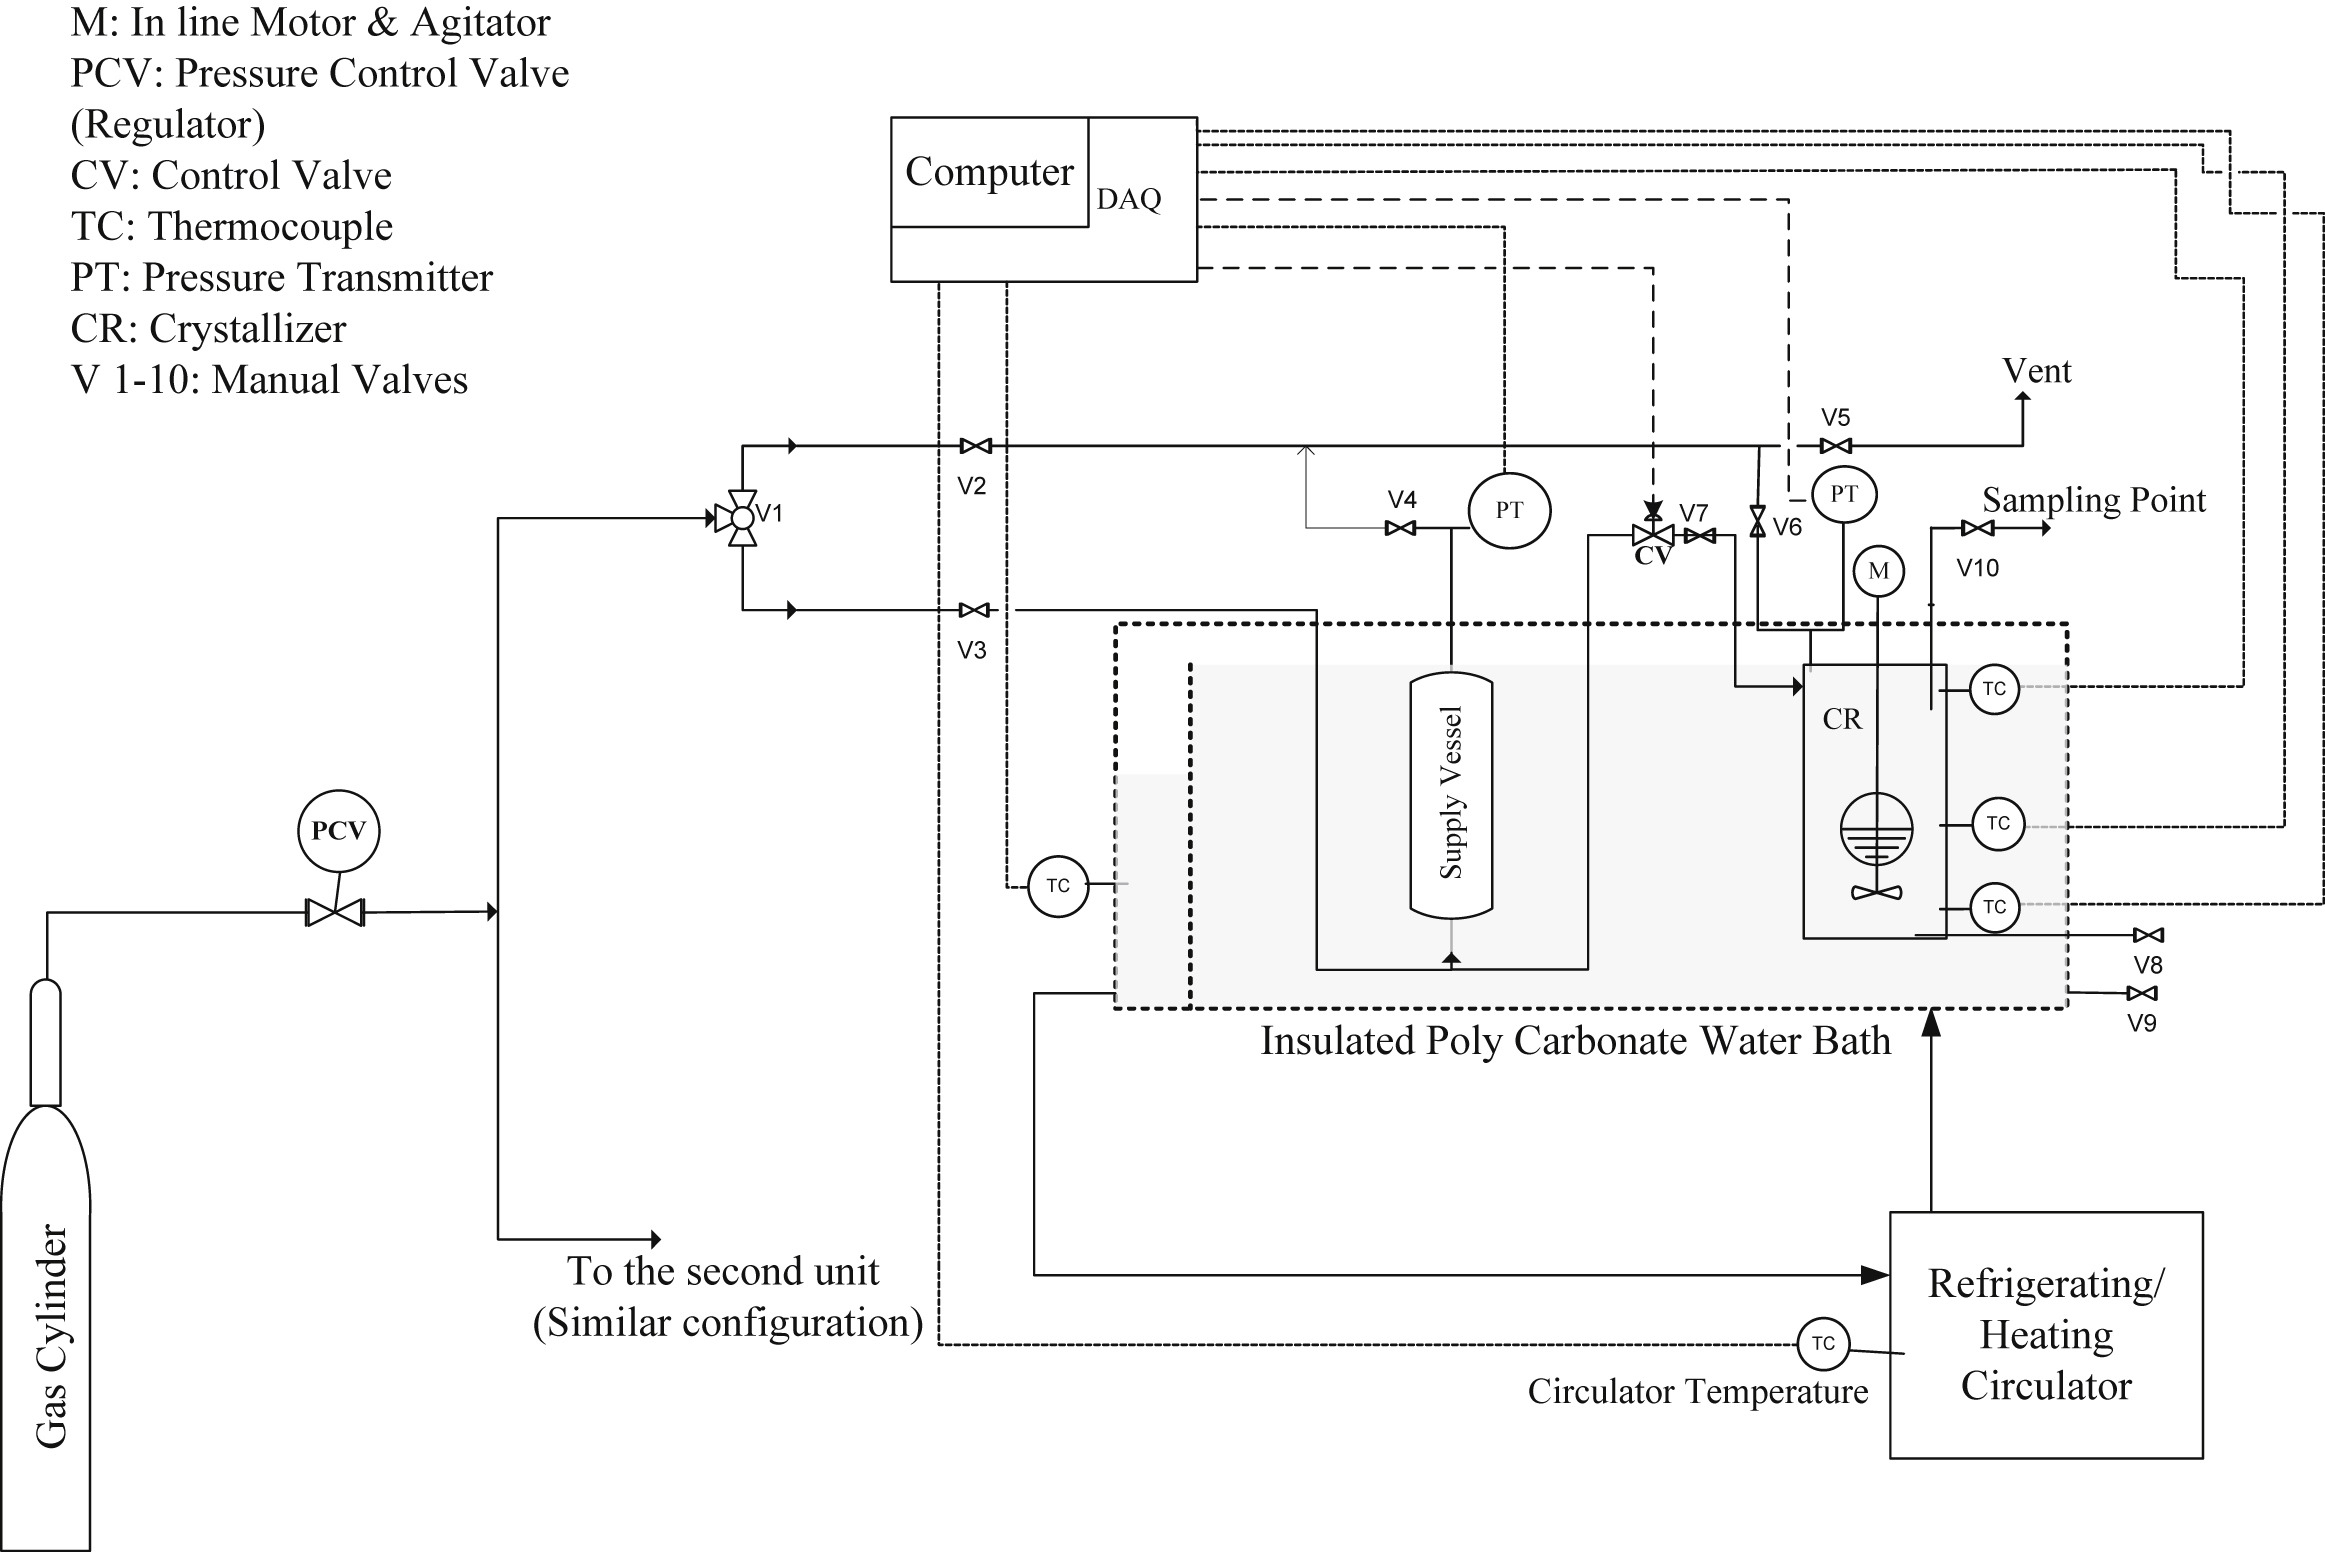 M: In line Motor & Agitator
PCV: Pressure Control Valve
(Regulator)
CV: Control Valve
TC: Thermocouple
PT: Pressure Transmitter
CR: Crystallizer
V 1-10: Manual Valves
Computer
DAQ
Vent
V5
V2
V4
PT
V1
V7
CV
V6
PT
Sampling Point
M
V10
V3
TC
CR
Supply Vessel
TC
TC
TC
PCV
V8
V9
Insulated Poly Carbonate Water Bath
Gas Cylinder
To the second unit
(Similar configuration)
Refrigerating/
Heating
Circulator
TC
Circulator Temperature